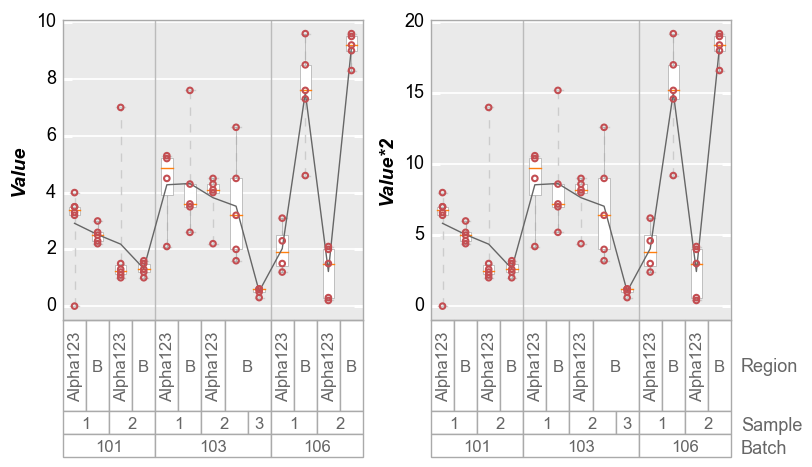 10
8
6
4
2
0
Value
20
15
10
5
0
Value*2
Alpha123 B Alpha123 B Alpha123 B Alpha123 B Alpha123 B Alpha123 B
Alpha123 B Alpha123 B Alpha123 B Alpha123 B Alpha123 B Alpha123 B Region
1 2 1 2 3 1 2
1 2 1 2 3 1 2 Sample
101 103 106
101 103 106 Batch